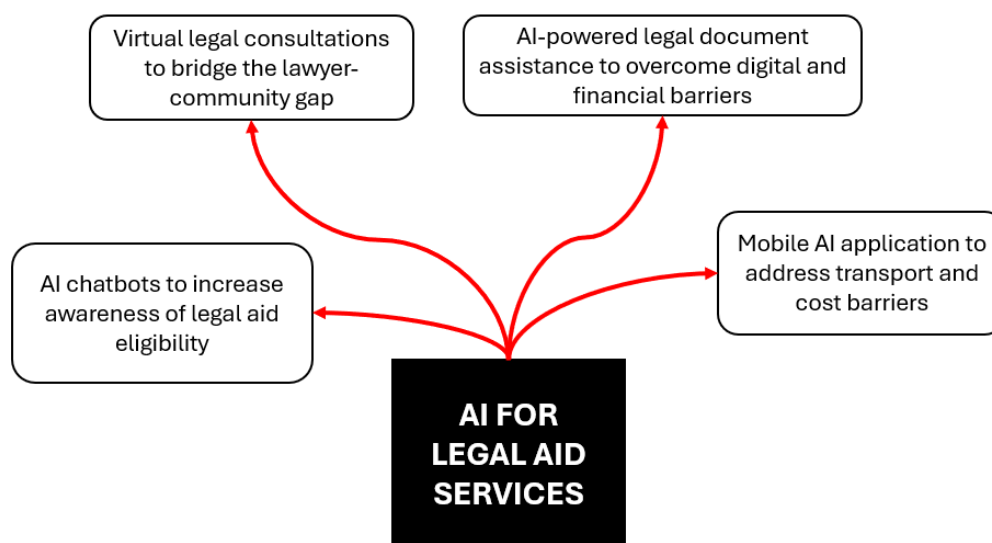 Virtual legal consultations
to bridge the lawyer-
community gap
AI-powered legal document
assistance to overcome digital and
financial barriers
AI chatbots to increase
awareness of legal aid
eligibility
Mobile AI application to
address transport and
cost barriers
AI FOR
LEGAL AID
SERVICES